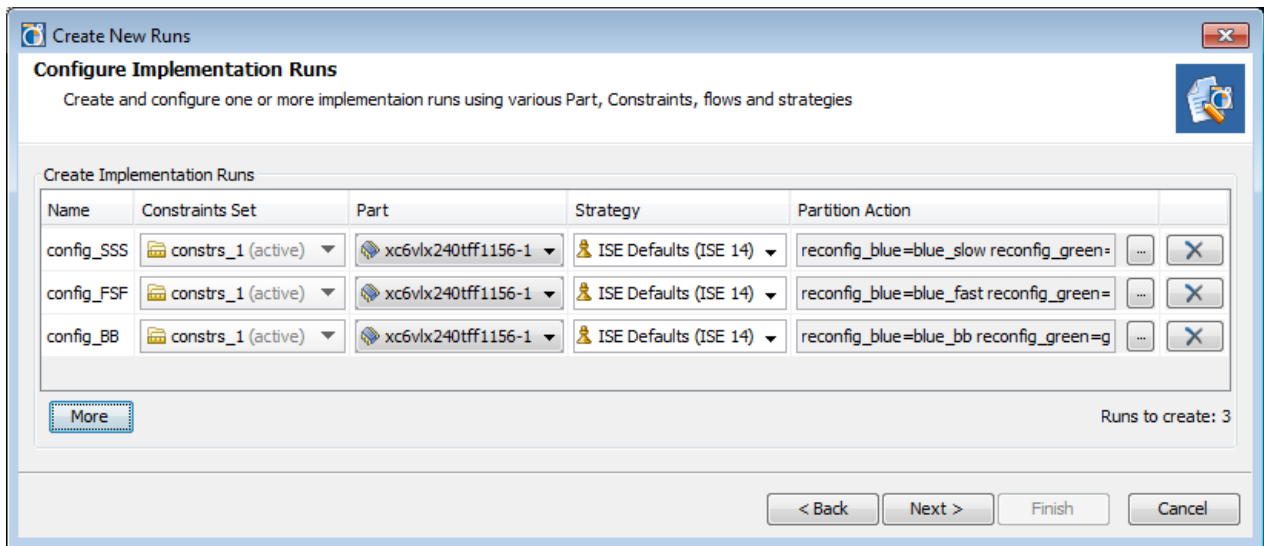 Create New Runs
Configure Implementation Runs
Create and configure one or more implementaion runs using various Part, Constraints, flows and strategies
Create Implementation Runs
Name Constraints Set Part Strategy Partition Action
config_SSS constrs_1 (active) xc6vlx240tff1156-1 ISE Defaults (ISE 14) reconfig_blue=blue_slow reconfig_green= ...
config_FSF constrs_1 (active) xc6vlx240tff1156-1 ISE Defaults (ISE 14) reconfig_blue=blue_fast reconfig_green= ...
config_BB constrs_1 (active) xc6vlx240tff1156-1 ISE Defaults (ISE 14) reconfig_blue=blue_bb reconfig_green=g ...
More Runs to create: 3
< Back Next > Finish Cancel